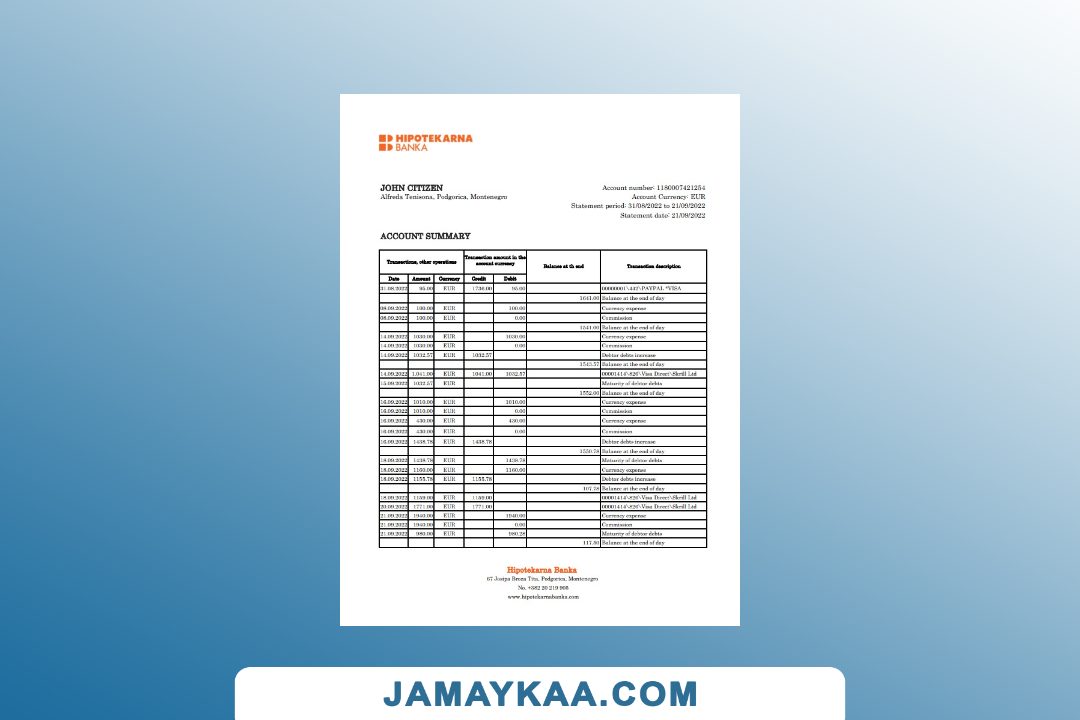 HIPOTEKARNA
BANKA
JOHN CITIZEN
Alfreda Tenisona, Podgorica, Montenegro
Account number: 1180007421254
Account Currency: EUR
Statement period: 31/08/2022 to 21/09/2022
Statement date: 21/09/2022
ACCOUNT SUMMARY
Transactions, other operations
Transaction amount in the account currency
Balance at th end
Transaction description
Date Amount Currency Credit Debit
31.08.2022 95.00 EUR 1736.00 95.00 00000001\442\PAYPAL *VISA
1641.00 Balance at the end of day
08.09.2022 100.00 EUR 100.00 Currency expense
08.09.2022 100.00 EUR 0.00 Commission
1541.00 Balance at the end of day
14.09.2022 1030.00 EUR 1030.00 Currency expense
14.09.2022 1030.00 EUR 0.00 Commission
14.09.2022 1032.57 EUR 1032.57 Debtor debts increase
1543.57 Balance at the end of day
14.09.2022 1,041.00 EUR 1041.00 1032.57 00001414\826\Visa Direct\Skrill Ltd
15.09.2022 1032.57 EUR Maturity of debtor debts
1552.00 Balance at the end of day
16.09.2022 1010.00 EUR 1010.00 Currency expense
16.09.2022 1010.00 EUR 0.00 Commission
16.09.2022 430.00 EUR 430.00 Currency expense
16.09.2022 430.00 EUR 0.00 Commission
16.09.2022 1438.78 EUR 1438.78 Debtor debts increase
1550.78 Balance at the end of day
18.09.2022 1438.78 EUR 1438.78 Maturity of debtor debts
18.09.2022 1160.00 EUR 1160.00 Currency expense
18.09.2022 1155.78 EUR 1155.78 Debtor debts increase
107.78 Balance at the end of day
18.09.2022 1159.00 EUR 1159.00 00001414\826\Visa Direct\Skrill Ltd
20.09.2022 1771.00 EUR 1771.00 00001414\826\Visa Direct\Skrill Ltd
21.09.2022 1940.00 EUR 1940.00 Currency expense
21.09.2022 1940.00 EUR 0.00 Commission
21.09.2022 980.00 EUR 980.28 Maturity of debtor debts
117.50 Balance at the end of day
Hipotekarna Banka
67 Josipa Broza Tita, Podgorica, Montenegro
No. +382 20 219 905
www.hipotekarnabanka.com
JAMAYKAA.COM